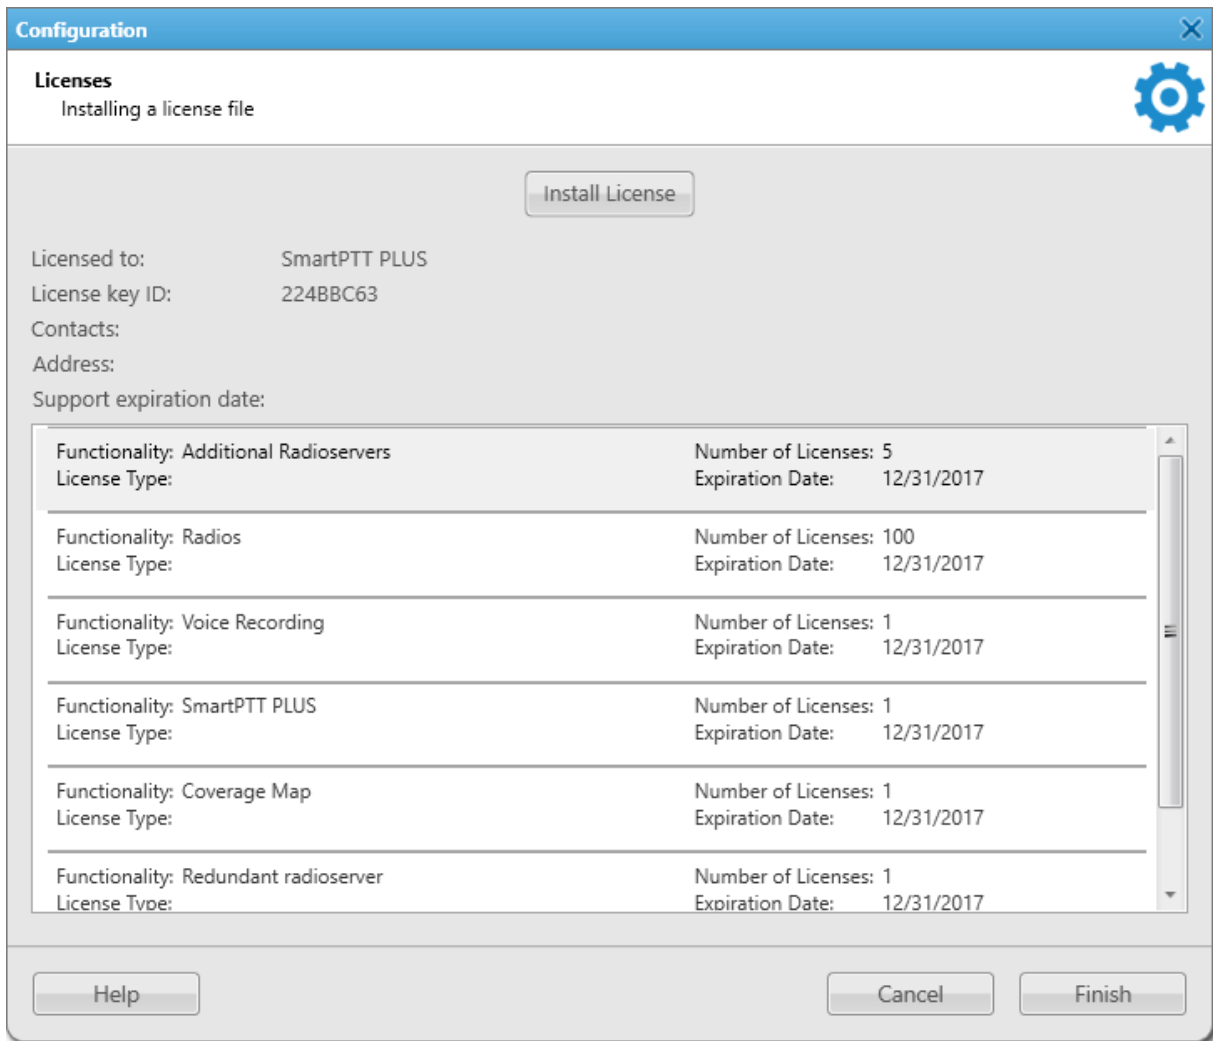 Configuration
Licenses
Installing a license file
Install License
Licensed to: SmartPTT PLUS
License key ID: 224BBC63
Contacts:
Address:
Support expiration date:
Functionality: Additional Radioservers Number of Licenses: 5
License Type: Expiration Date: 12/31/2017
Functionality: Radios Number of Licenses: 100
License Type: Expiration Date: 12/31/2017
Functionality: Voice Recording Number of Licenses: 1
License Type: Expiration Date: 12/31/2017
Functionality: SmartPTT PLUS Number of Licenses: 1
License Type: Expiration Date: 12/31/2017
Functionality: Coverage Map Number of Licenses: 1
License Type: Expiration Date: 12/31/2017
Functionality: Redundant radioserver Number of Licenses: 1
License Type: Expiration Date: 12/31/2017
Help Cancel Finish